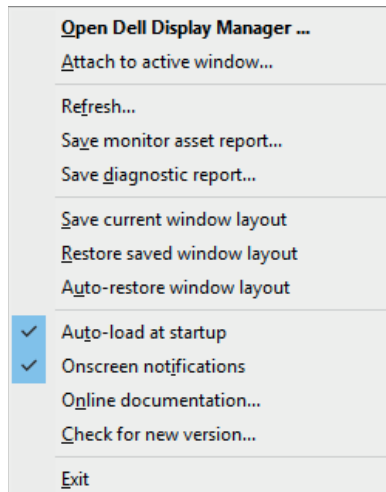 Open Dell Display Manager ...
Attach to active window...
Refresh...
Save monitor asset report...
Save diagnostic report...
Save current window layout
Restore saved window layout
Auto-restore window layout
Auto-load at startup
Onscreen notifications
Online documentation...
Check for new version...
Exit